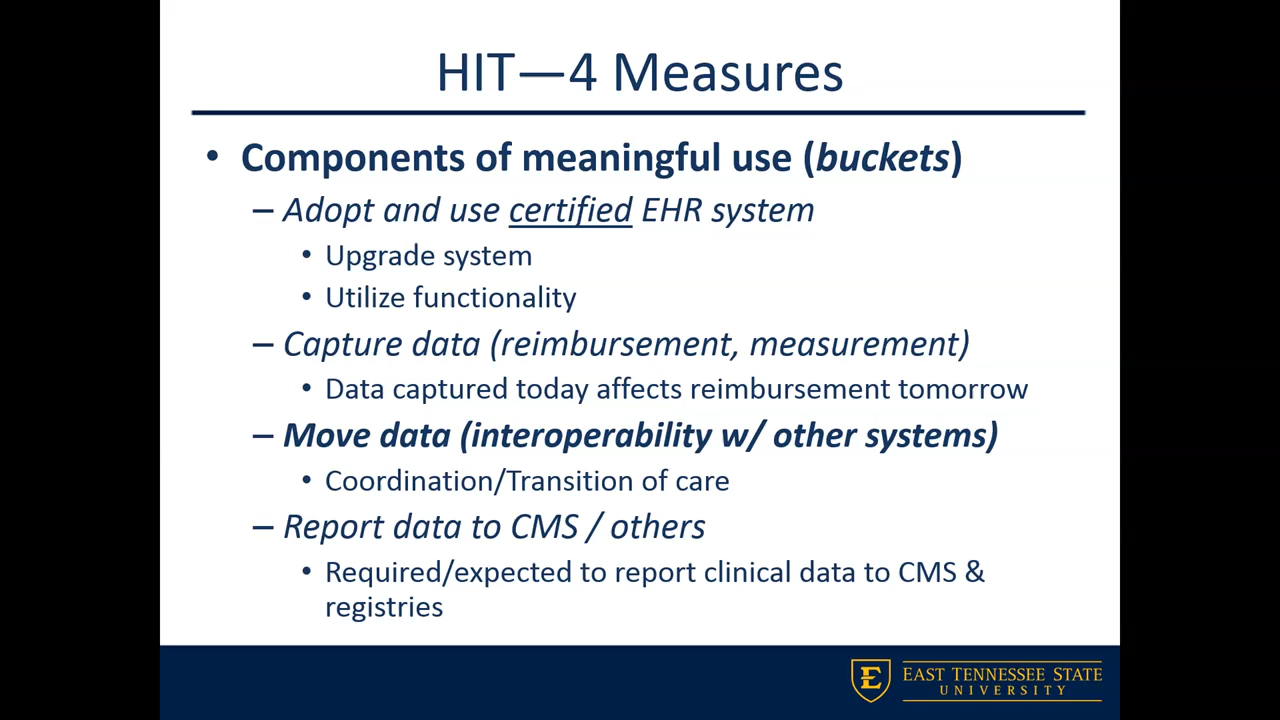 HIT—4 Measures
• Components of meaningful use (buckets)
– Adopt and use certified EHR system
• Upgrade system
• Utilize functionality
– Capture data (reimbursement, measurement)
• Data captured today affects reimbursement tomorrow
– Move data (interoperability w/ other systems)
• Coordination/Transition of care
– Report data to CMS / others
• Required/expected to report clinical data to CMS &
registries
E
EAST TENNESSEE STATE
UNIVERSITY